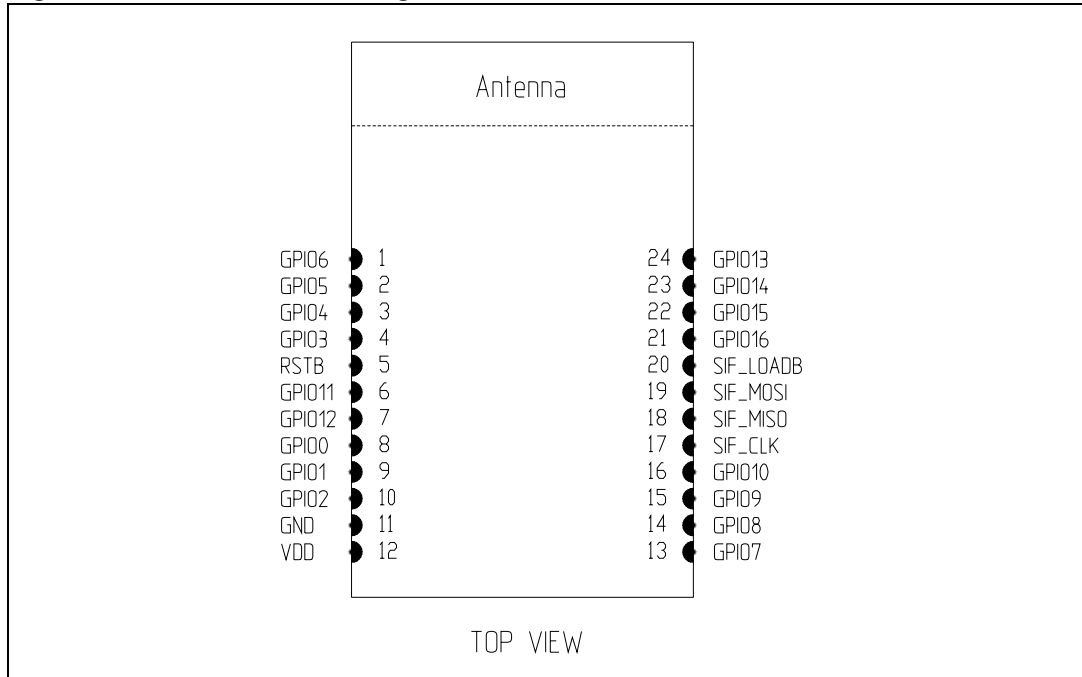 Antenna
GPIO6 1 24 GPIO13
GPIO5 2 23 GPIO14
GPIO4 3 22 GPIO15
GPIO3 4 21 GPIO16
RSTB 5 20 SIF_LOADB
GPIO11 6 19 SIF_MOSI
GPIO12 7 18 SIF_MISO
GPIO0 8 17 SIF_CLK
GPIO1 9 16 GPIO10
GPIO2 10 15 GPIO9
GND 11 14 GPIO8
VDD 12 13 GPIO7
TOP VIEW